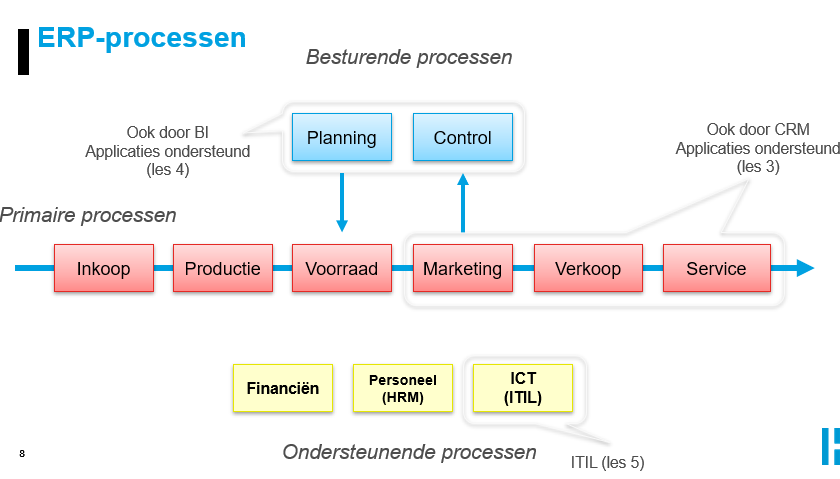 ERP-processen
Besturende processen
Ook door BI
Applicaties ondersteund
(les 4)
Planning
Control
Ook door CRM
Applicaties ondersteund
(les 3)
Primaire processen
Inkoop
Productie
Voorraad
Marketing
Verkoop
Service
Financiën
Personeel
(HRM)
ICT
(ITIL)
Ondersteunende processen
ITIL (les 5)
8